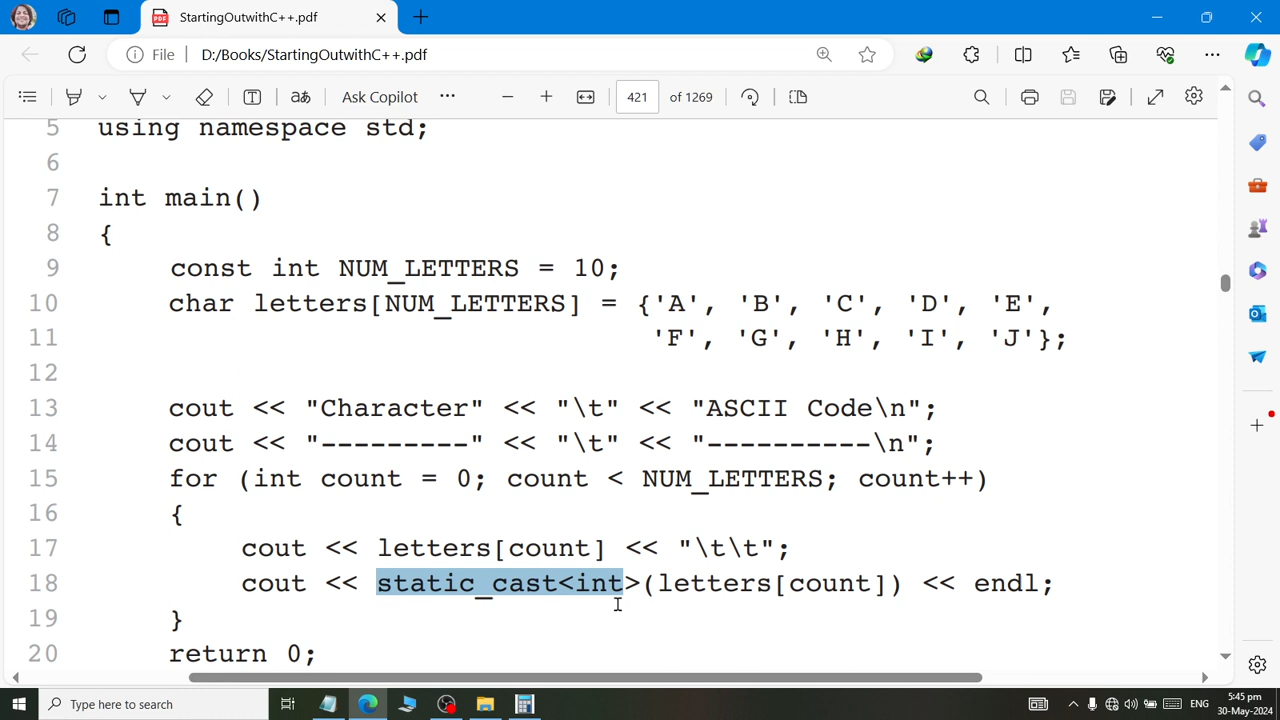 StartingOutwithC++.pdf
File | D:/Books/StartingOutwithC++.pdf
Ask Copilot
421 of 1269
5 using namespace std;
6
7 int main()
8 {
9 const int NUM_LETTERS = 10;
10 char letters[NUM_LETTERS] = {'A', 'B', 'C', 'D', 'E',
11 'F', 'G', 'H', 'I', 'J'};
12
13 cout << "Character" << "\t" << "ASCII Code\n";
14 cout << "---------" << "\t" << "----------\n";
15 for (int count = 0; count < NUM_LETTERS; count++)
16 {
17 cout << letters[count] << "\t\t";
18 cout << static_cast<int>(letters[count]) << endl;
19 }
20 return 0;
Type here to search
ENG
5:45 pm
30-May-2024